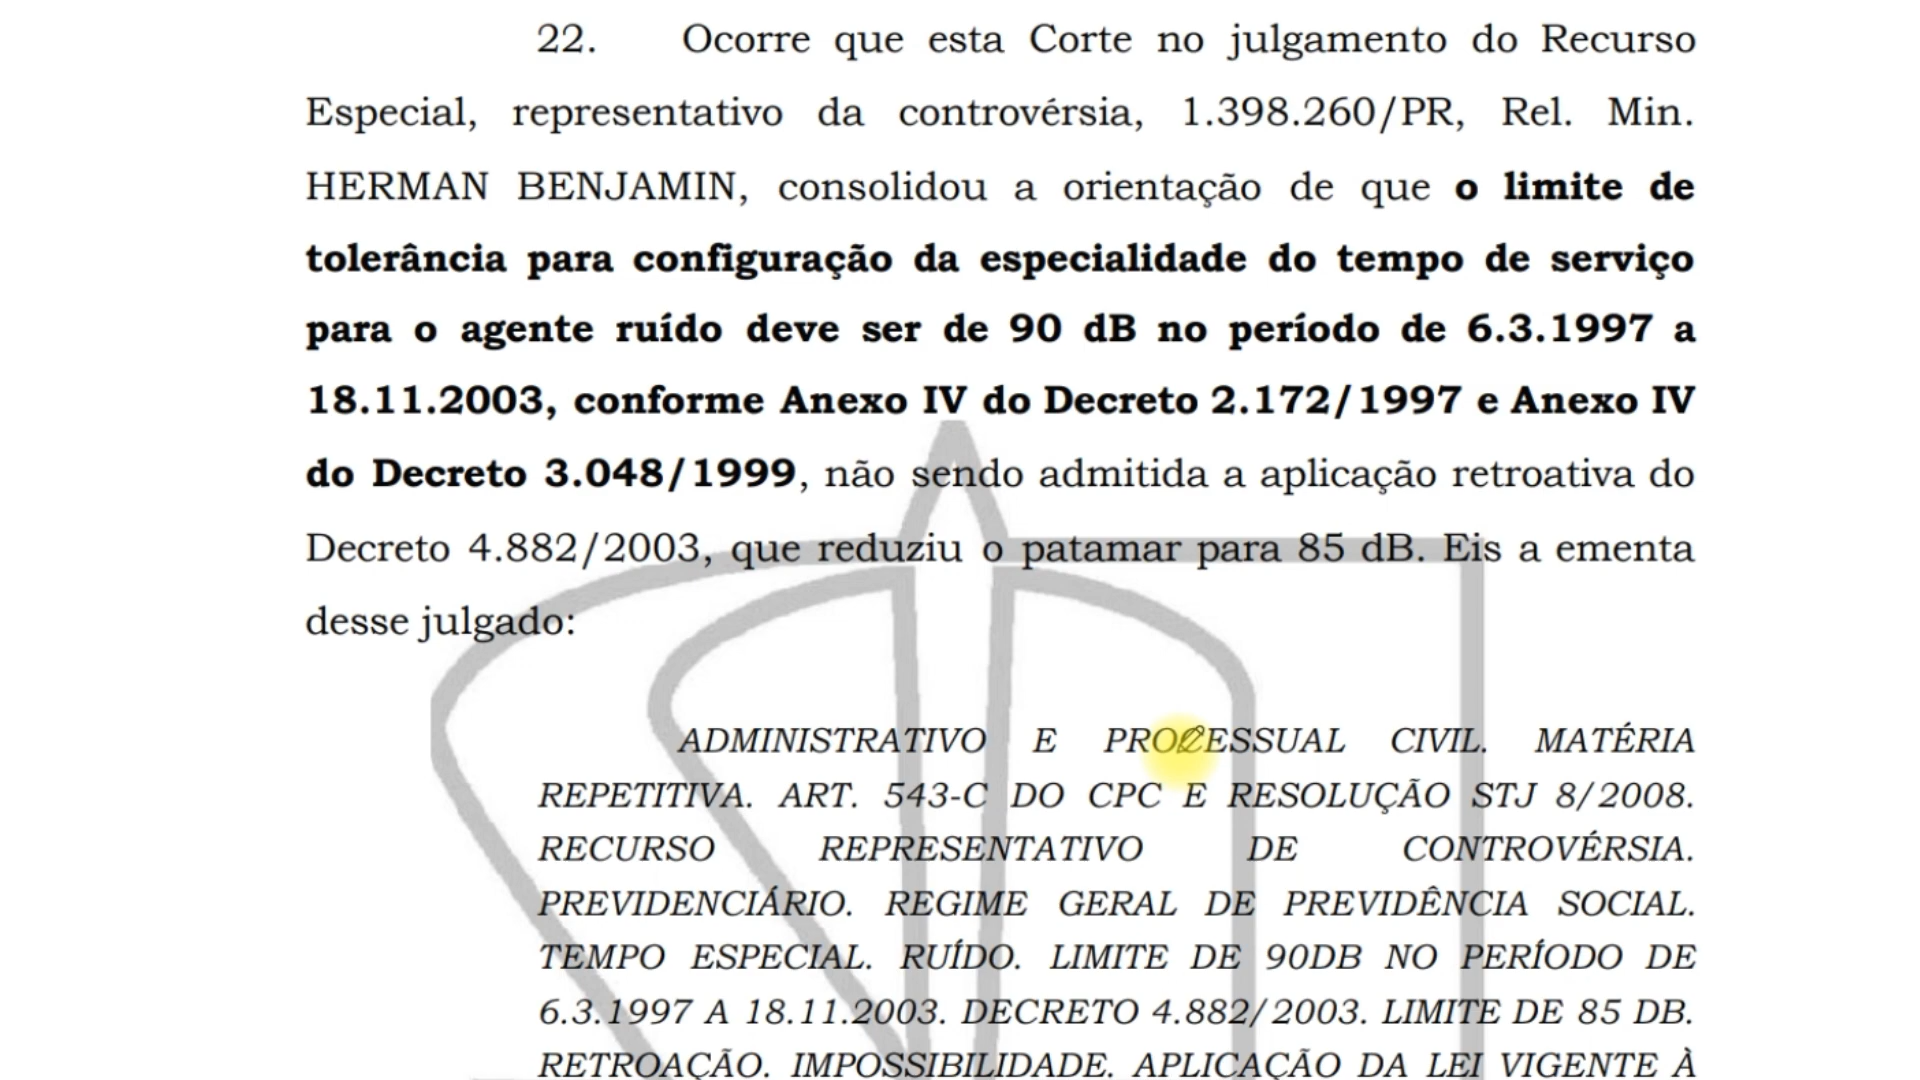 22. Ocorre que esta Corte no julgamento do Recurso
Especial, representativo da controvérsia, 1.398.260/PR, Rel. Min.
HERMAN BENJAMIN, consolidou a orientação de que o limite de
tolerância para configuração da especialidade do tempo de serviço
para o agente ruído deve ser de 90 dB no período de 6.3.1997 a
18.11.2003, conforme Anexo IV do Decreto 2.172/1997 e Anexo IV
do Decreto 3.048/1999, não sendo admitida a aplicação retroativa do
Decreto 4.882/2003, que reduziu o patamar para 85 dB. Eis a ementa
desse julgado:
ADMINISTRATIVO E PROCESSUAL CIVIL. MATÉRIA
REPETITIVA. ART. 543-C DO CPC E RESOLUÇÃO STJ 8/2008.
RECURSO REPRESENTATIVO DE CONTROVÉRSIA.
PREVIDENCIÁRIO. REGIME GERAL DE PREVIDÊNCIA SOCIAL.
TEMPO ESPECIAL. RUÍDO. LIMITE DE 90DB NO PERÍODO DE
6.3.1997 A 18.11.2003. DECRETO 4.882/2003. LIMITE DE 85 DB.
RETROAÇÃO. IMPOSSIBILIDADE. APLICAÇÃO DA LEI VIGENTE À